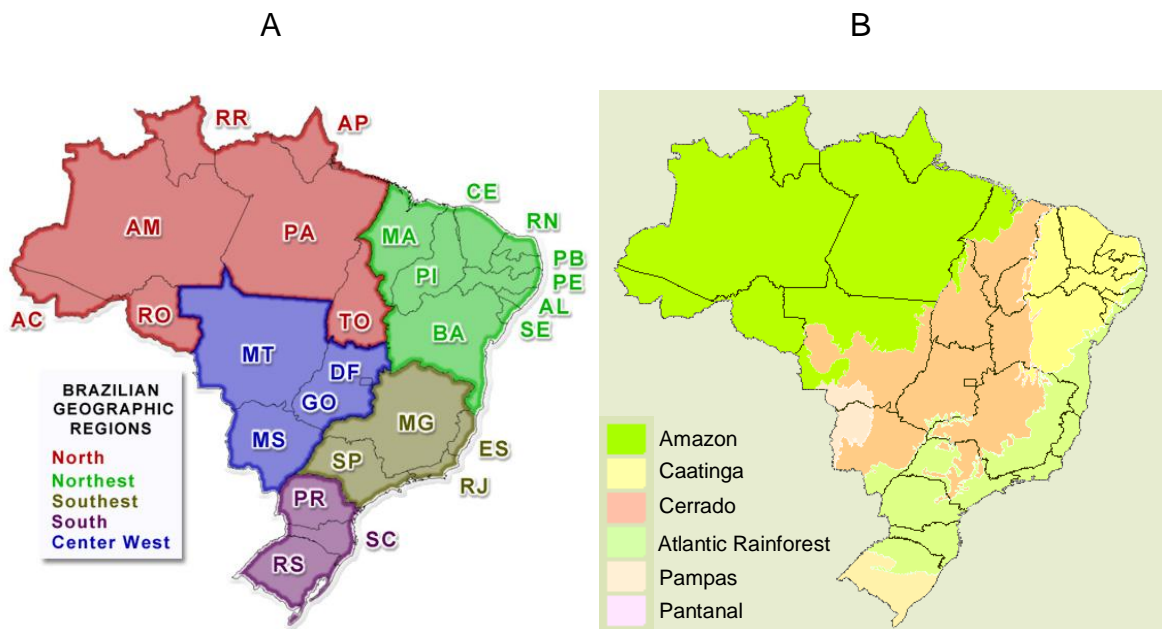 A
B
RR
AP
CE
RN
AM
PA
MA
PB
PI
PE
AL
AC
RO
TO
SE
BA
MT
DF
GO
MG
MS
ES
SP
RJ
PR
SC
RS
BRAZILIAN
GEOGRAPHIC
REGIONS
North
Northest
Southest
South
Center West
Amazon
Caatinga
Cerrado
Atlantic Rainforest
Pampas
Pantanal